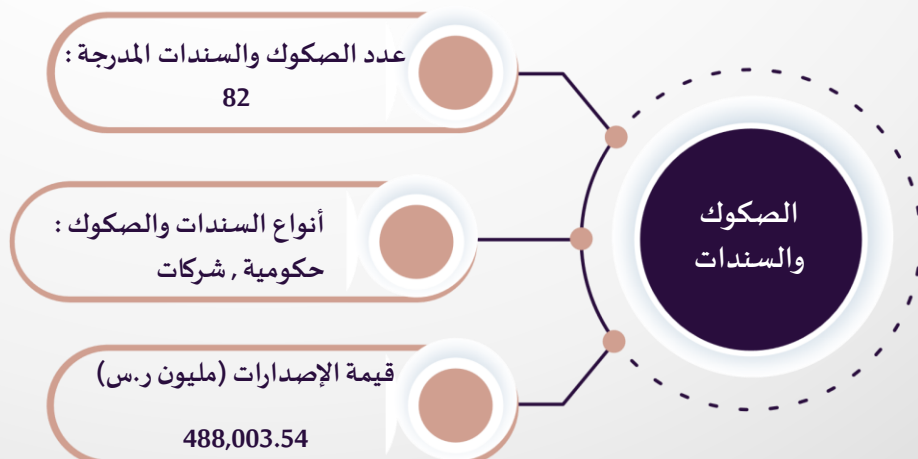 الصكوك
والسندات
عدد الصكوك والسندات المدرجة :
82
أنواع السندات والصكوك :
حكومية , شركات
قيمة الإصدارات (مليون ر.س)
488,003.54